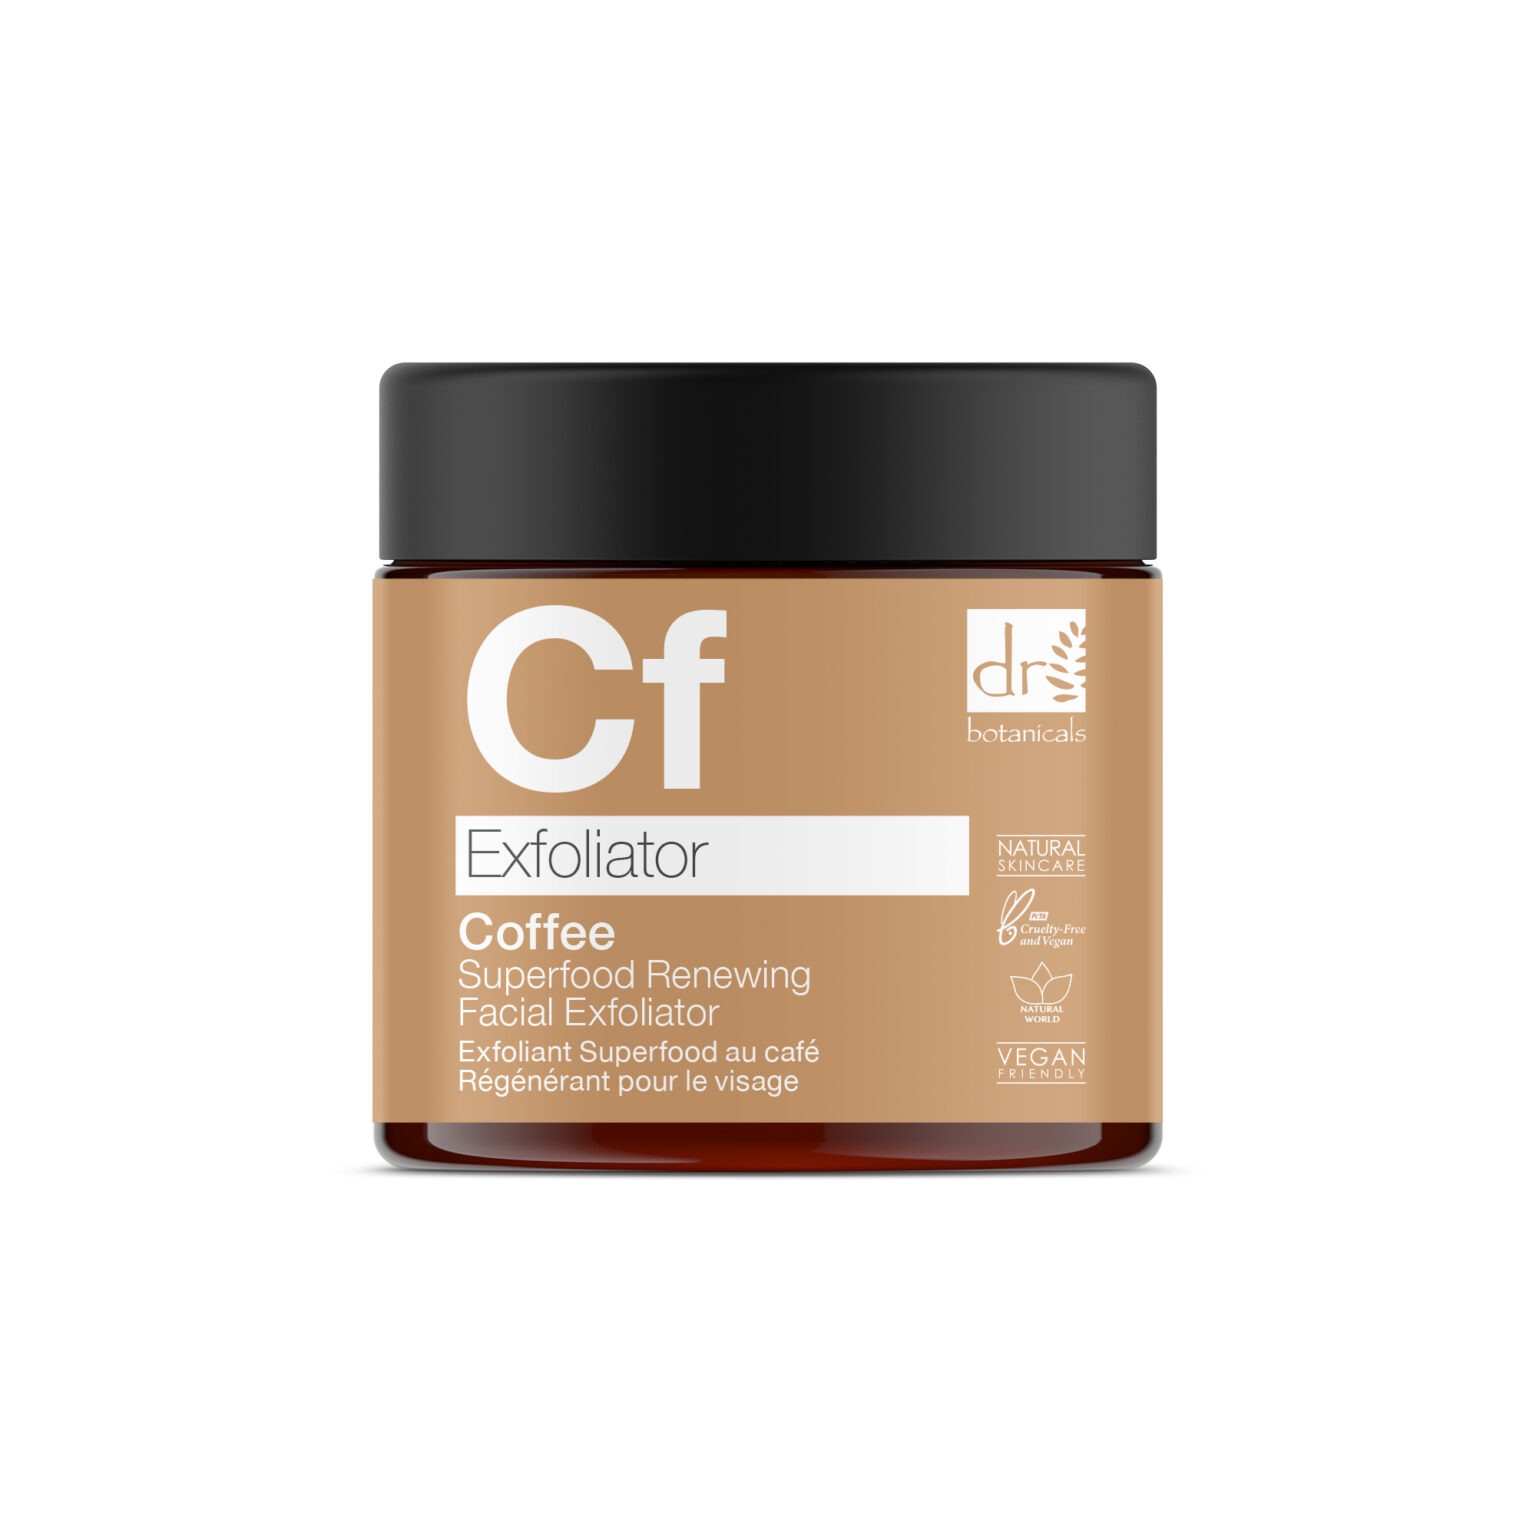 Cf
dr
botanicals
Exfoliator
Coffee
Superfood Renewing
Facial Exfoliator
Exfoliant Superfood au café
Régénérant pour le visage
NATURAL
SKINCARE
PETA
Cruelty-Free
and Vegan
NATURAL
WORLD
VEGAN
FRIENDLY